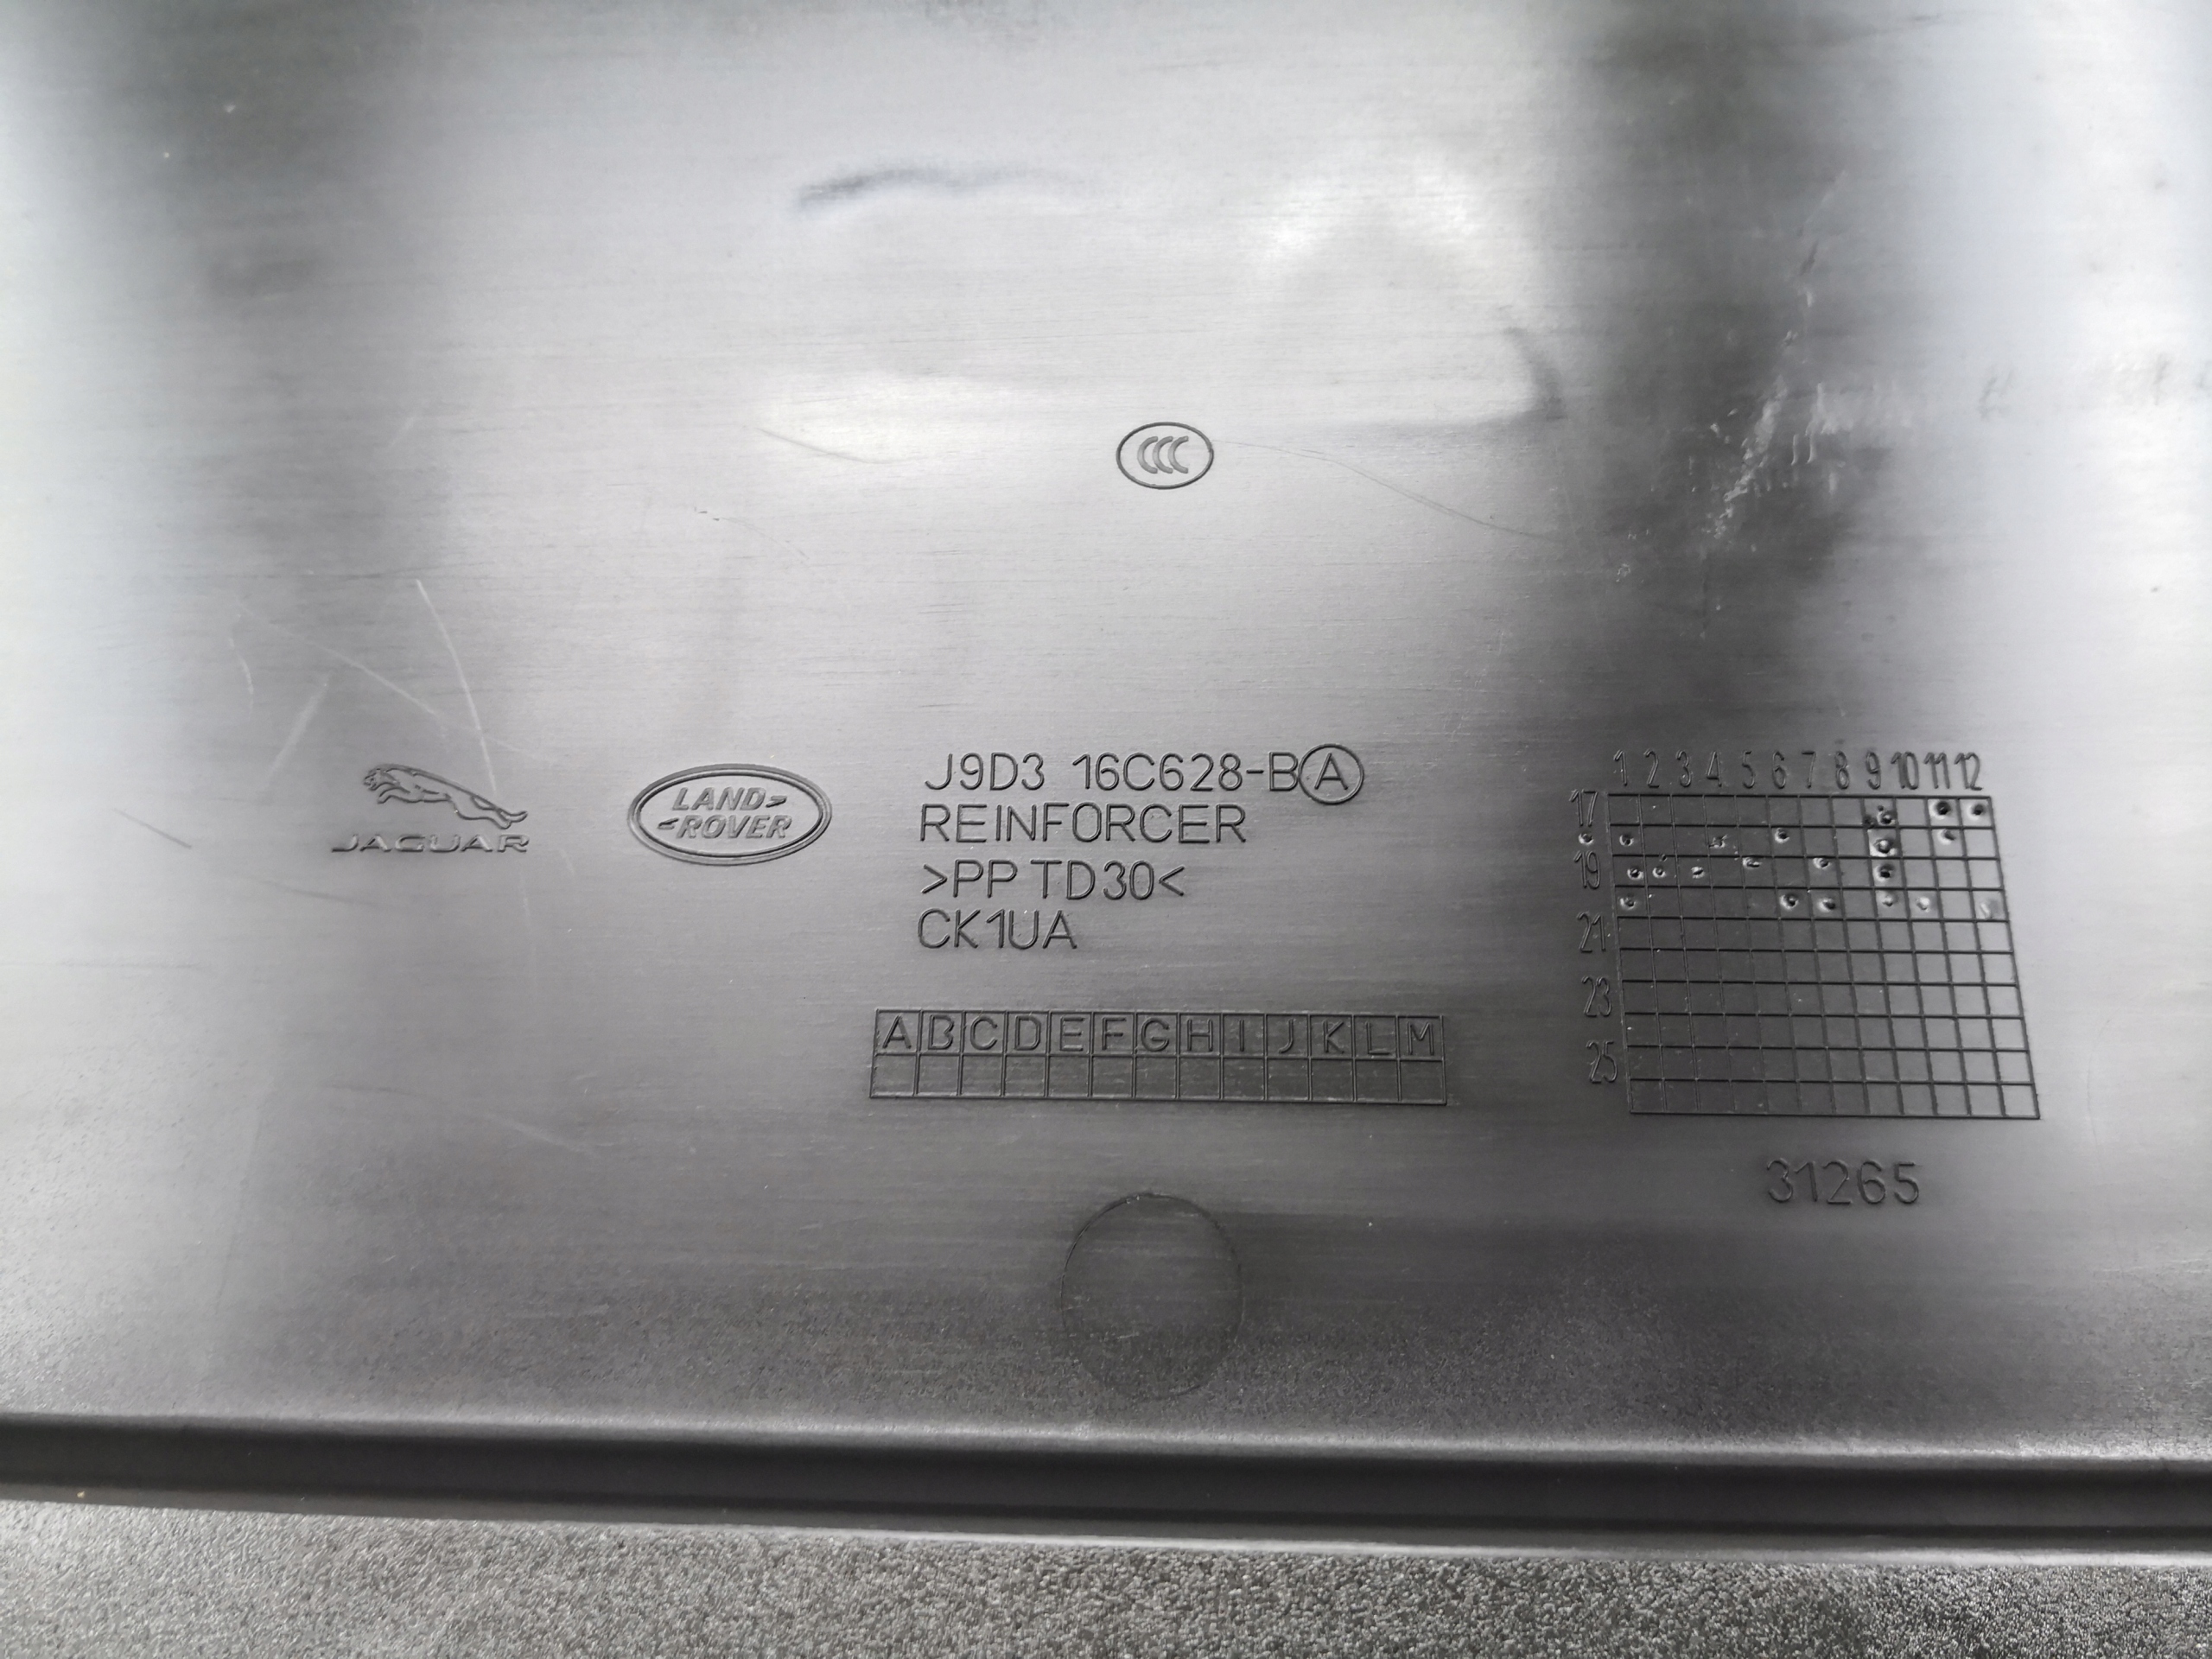 CCC
JAGUAR
LAND
ROVER
J9D3 16C628-BA
REINFORCER
>PP TD30<
CK1UA
A B C D E F G H I J K L M
1 2 3 4 5 6 7 8 9 10 11 12
17
19
21
23
25
31265